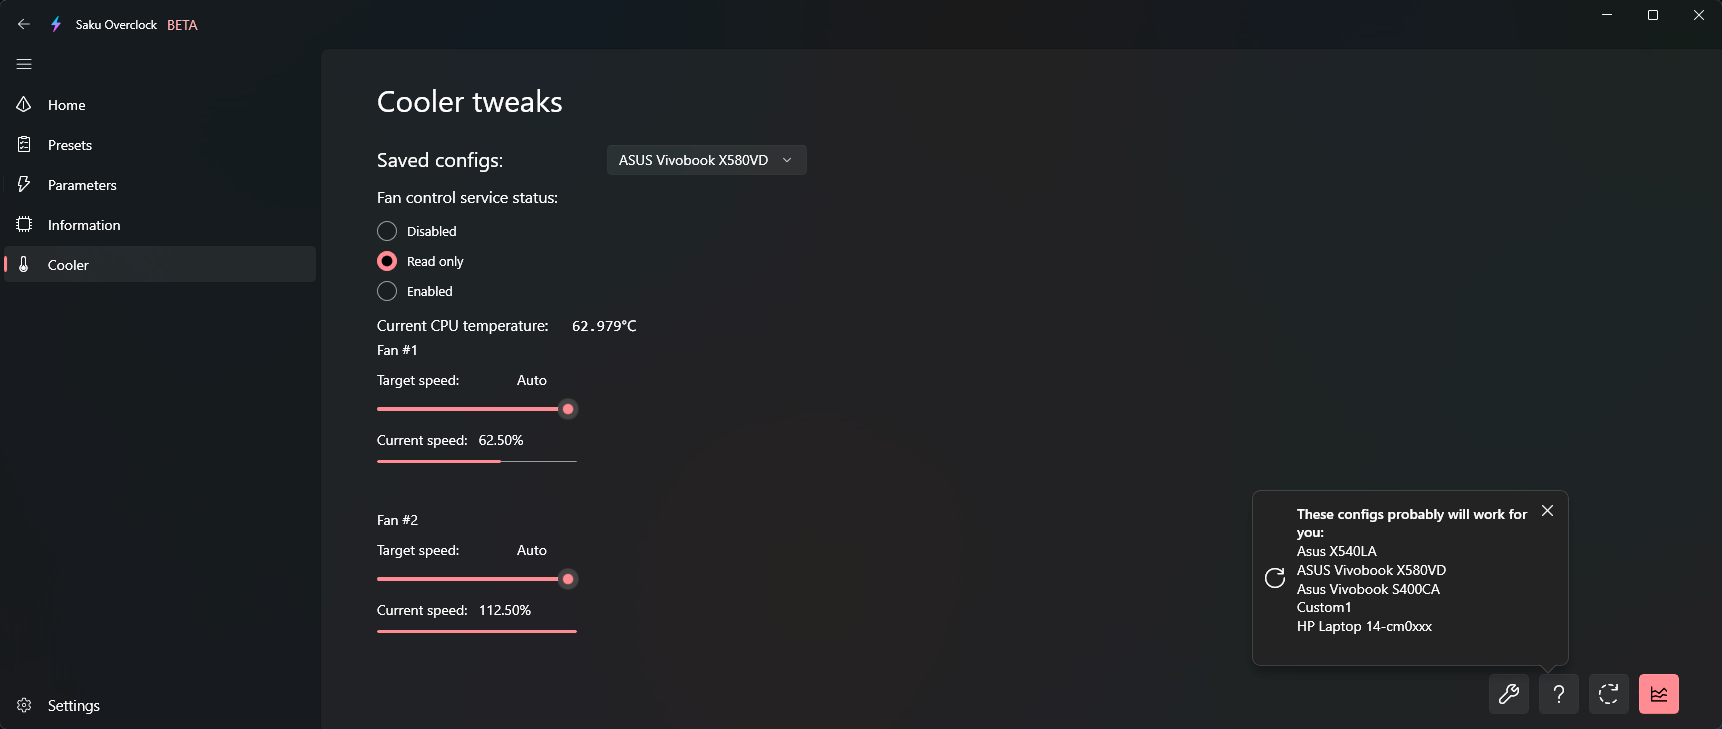 Saku Overclock BETA
Home
Presets
Parameters
Information
Cooler
Settings
Cooler tweaks
Saved configs: ASUS Vivobook X580VD
Fan control service status:
Disabled
Read only
Enabled
Current CPU temperature: 62.979°C
Fan #1
Target speed: Auto
Current speed: 62.50%
Fan #2
Target speed: Auto
Current speed: 112.50%
These configs probably will work for
you:
Asus X540LA
ASUS Vivobook X580VD
Asus Vivobook S400CA
Custom1
HP Laptop 14-cm0xxx
?